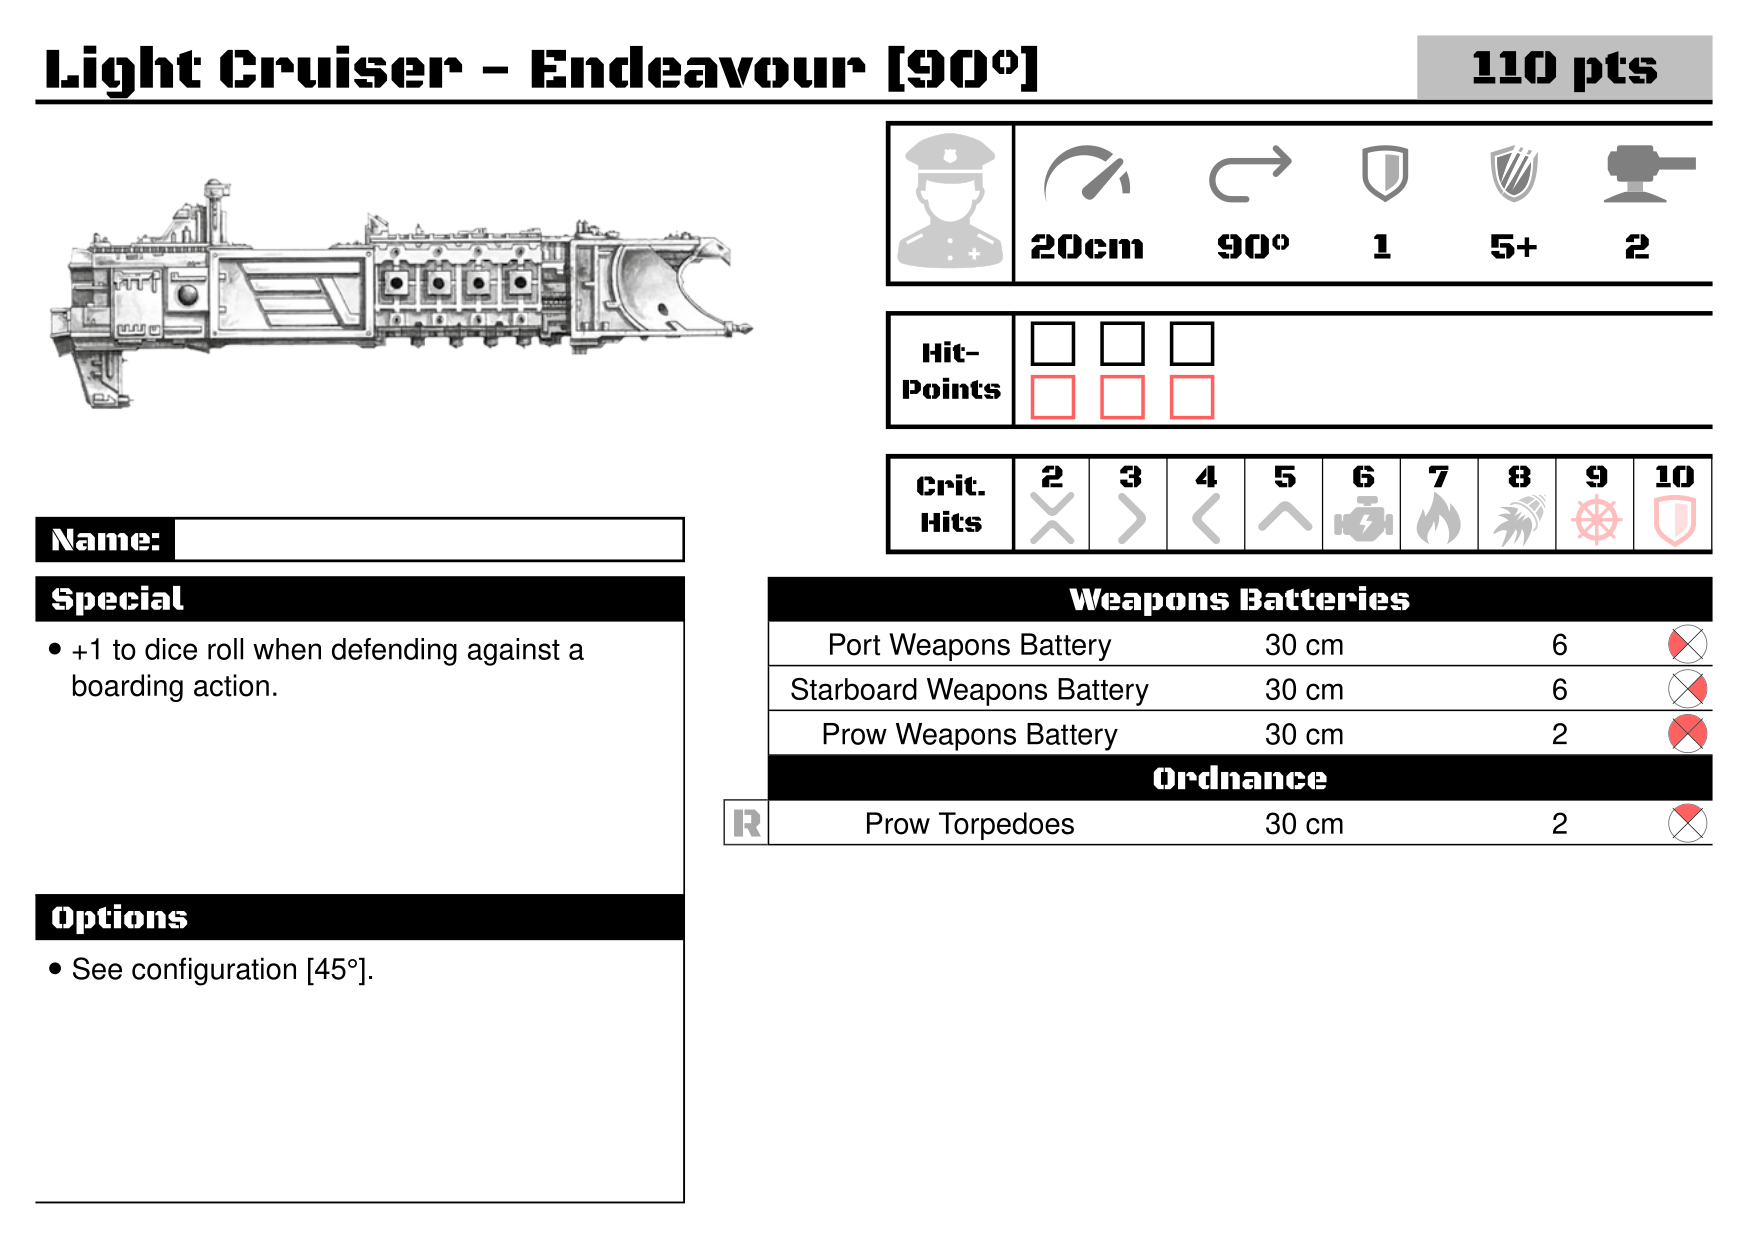 Light Cruiser - Endeavour [90º]
110 pts
20cm 90º 1 5+ 2
Hit-
Points
Crit.
Hits
2 3 4 5 6 7 8 9 10
Name:
Special
• +1 to dice roll when defending against a
boarding action.
Options
• See configuration [45°].
Weapons Batteries
Port Weapons Battery 30 cm 6
Starboard Weapons Battery 30 cm 6
Prow Weapons Battery 30 cm 2
Ordnance
R Prow Torpedoes 30 cm 2